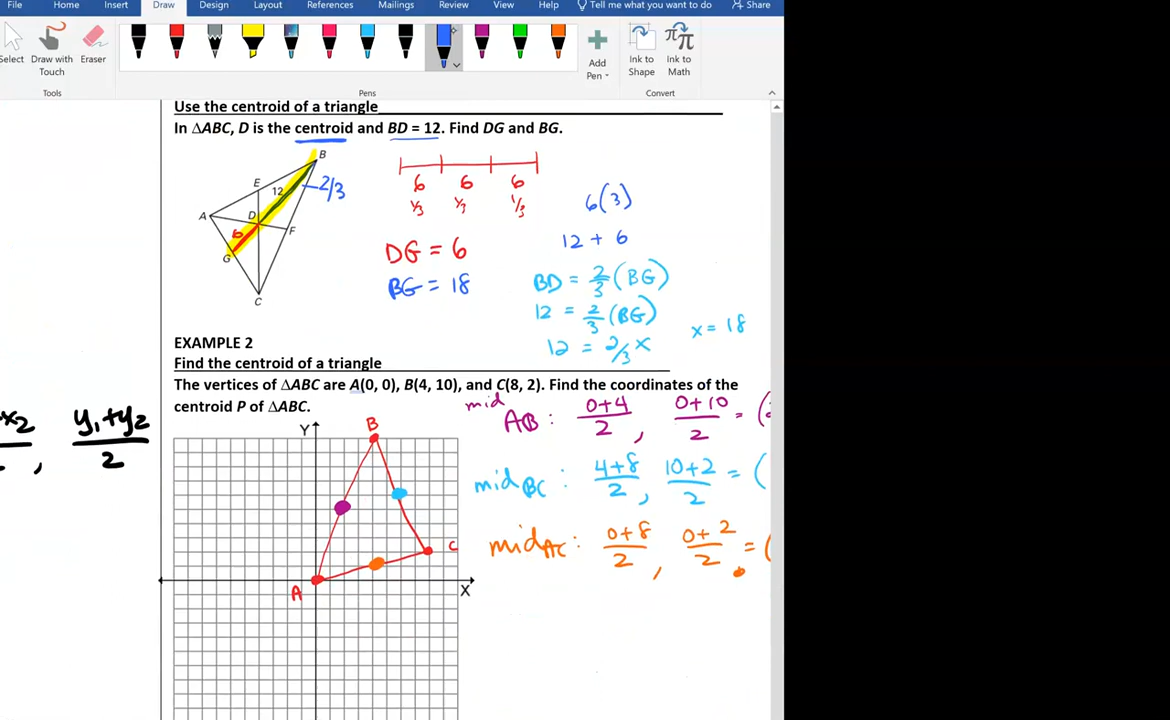 File Home Insert Draw Design Layout References Mailings Review View Help Tell me what you want to do Share
Select Draw with Touch Eraser Add Pen Ink to Shape Ink to Math
Tools Pens Convert
Use the centroid of a triangle
In ΔABC, D is the centroid and BD = 12. Find DG and BG.
B
E
12
2/3
A
D
6
F
G
C
6 6 6
1/3 1/3 1/3
DG = 6
BG = 18
6(3)
12 + 6
BD = 2/3 (BG)
12 = 2/3 (BG)
12 = 2/3 x
x = 18
EXAMPLE 2
Find the centroid of a triangle
The vertices of ΔABC are A(0, 0), B(4, 10), and C(8, 2). Find the coordinates of the
centroid P of ΔABC.
x2/ , y1+y2/2
mid AB: 0+4/2 , 0+10/2 = (
mid BC : 4+8/2 , 10+2/2 = (
mid AC: 0+8/2 , 0+2/2 = (
Y
B
C
A
X